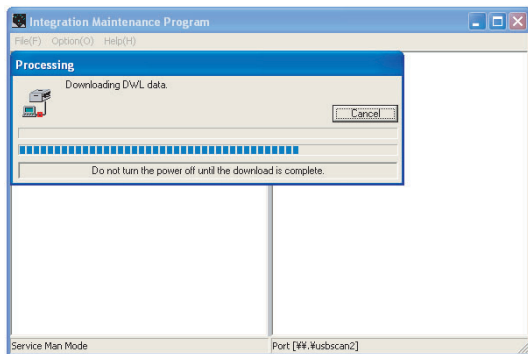 Integration Maintenance Program
File(F) Option(O) Help(H)
Processing
Downloading DWL data.
Cancel
Do not turn the power off until the download is complete.
Service Man Mode
Port [¥¥.¥usbscan2]